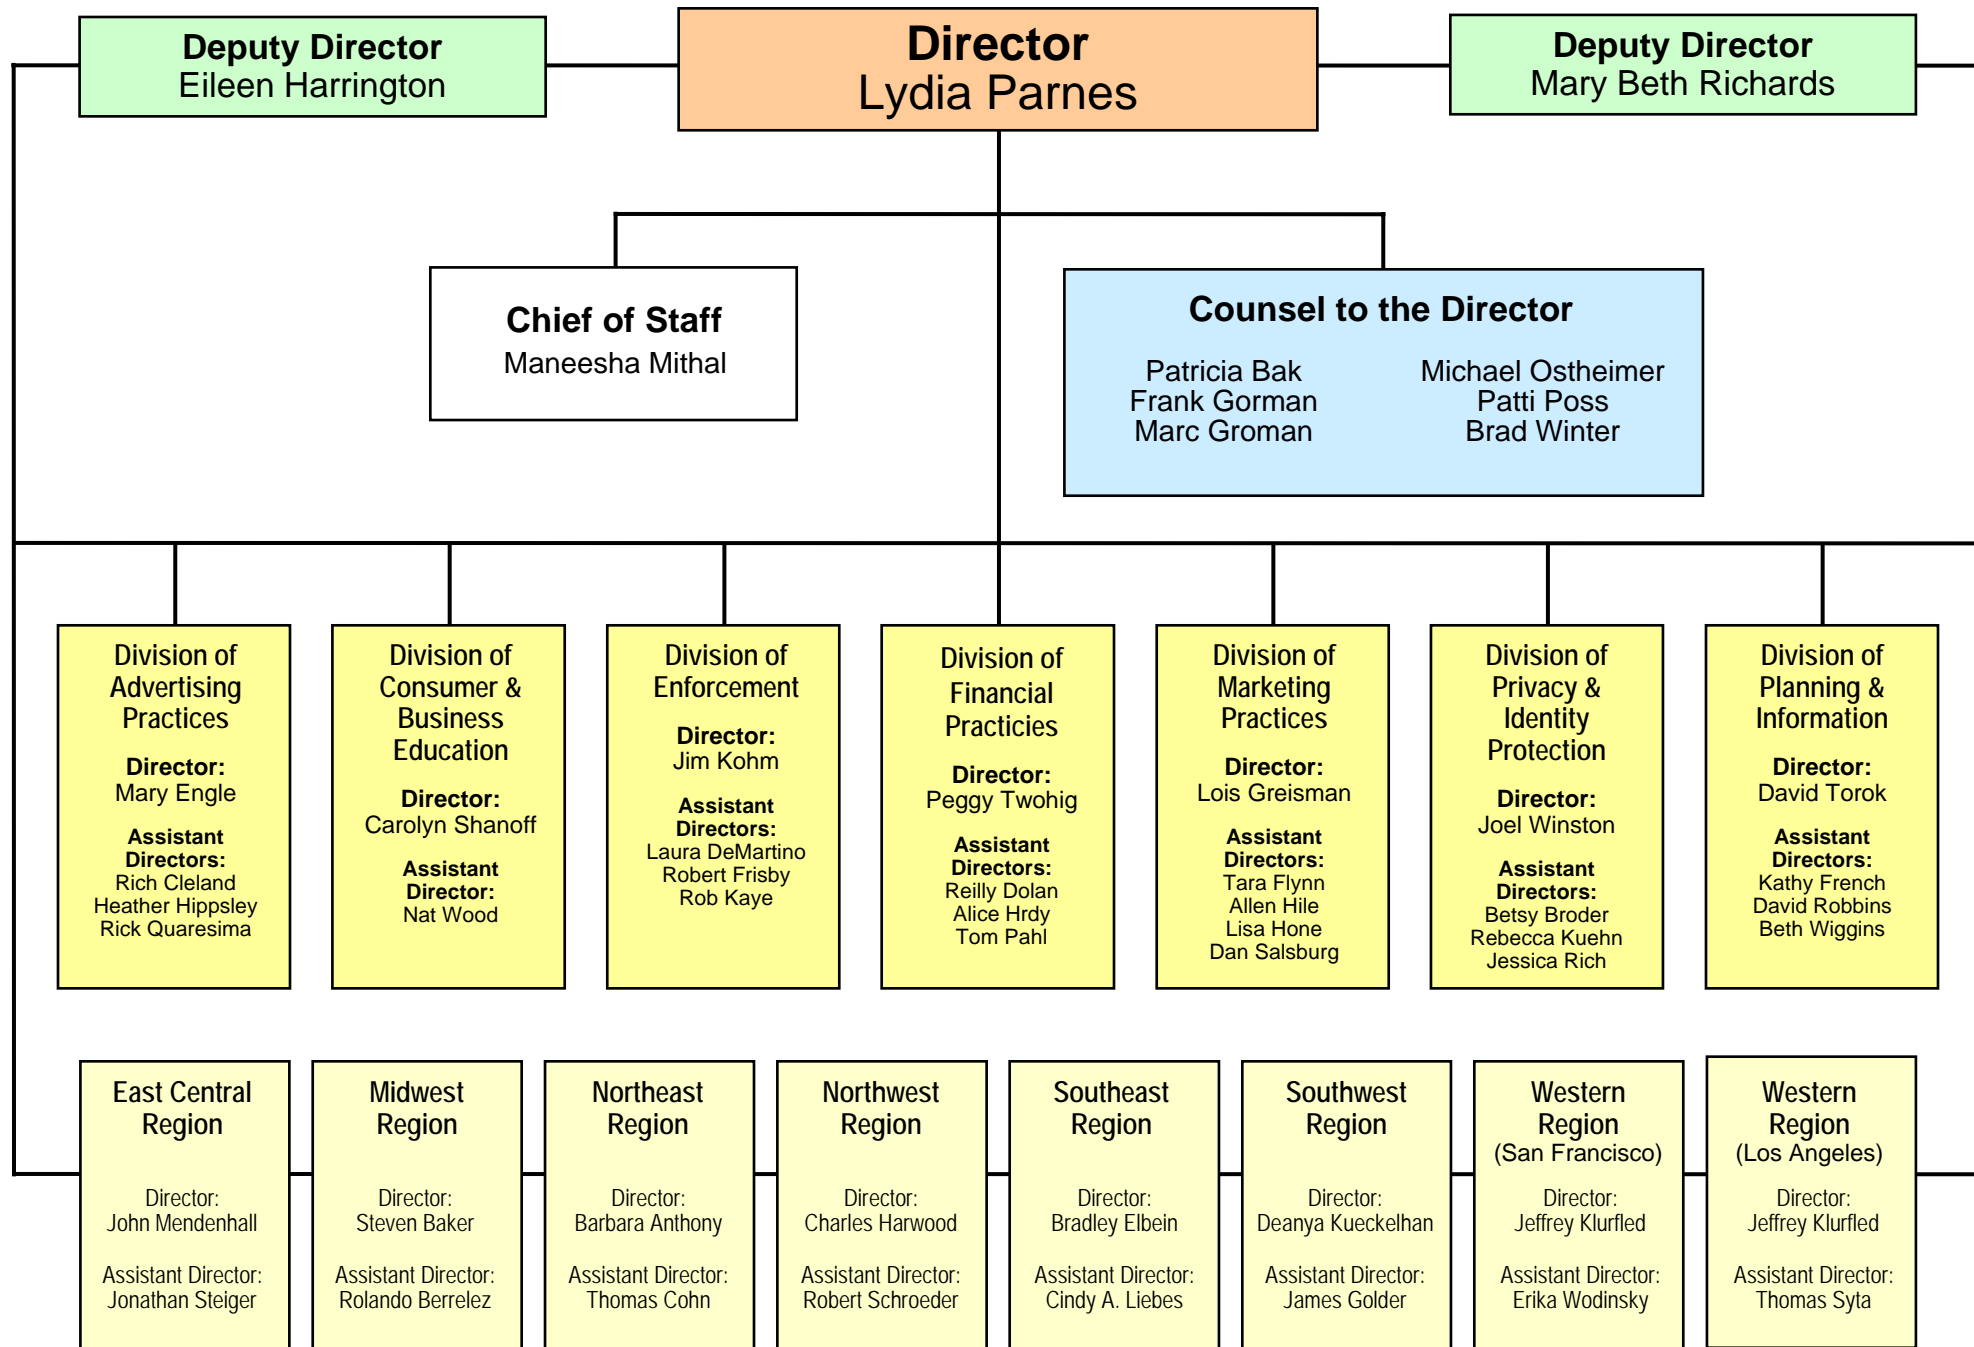 Deputy Director
Eileen Harrington
Director
Lydia Parnes
Deputy Director
Mary Beth Richards
Chief of Staff
Maneesha Mithal
Counsel to the Director
Patricia Bak
Frank Gorman
Marc Groman
Michael Ostheimer
Patti Poss
Brad Winter
Division of
Advertising
Practices
Director:
Mary Engle
Assistant
Directors:
Rich Cleland
Heather Hippsley
Rick Quaresima
Division of
Consumer &
Business
Education
Director:
Carolyn Shanoff
Assistant
Director:
Nat Wood
Division of
Enforcement
Director:
Jim Kohm
Assistant
Directors:
Laura DeMartino
Robert Frisby
Rob Kaye
Division of
Financial
Practicies
Director:
Peggy Twohig
Assistant
Directors:
Reilly Dolan
Alice Hrdy
Tom Pahl
Division of
Marketing
Practices
Director:
Lois Greisman
Assistant
Directors:
Tara Flynn
Allen Hile
Lisa Hone
Dan Salsburg
Division of
Privacy &
Identity
Protection
Director:
Joel Winston
Assistant
Directors:
Betsy Broder
Rebecca Kuehn
Jessica Rich
Division of
Planning &
Information
Director:
David Torok
Assistant
Directors:
Kathy French
David Robbins
Beth Wiggins
East Central
Region
Director:
John Mendenhall
Assistant Director:
Jonathan Steiger
Midwest
Region
Director:
Steven Baker
Assistant Director:
Rolando Berrelez
Northeast
Region
Director:
Barbara Anthony
Assistant Director:
Thomas Cohn
Northwest
Region
Director:
Charles Harwood
Assistant Director:
Robert Schroeder
Southeast
Region
Director:
Bradley Elbein
Assistant Director:
Cindy A. Liebes
Southwest
Region
Director:
Deanya Kueckelhan
Assistant Director:
James Golder
Western
Region
(San Francisco)
Director:
Jeffrey Klurfled
Assistant Director:
Erika Wodinsky
Western
Region
(Los Angeles)
Director:
Jeffrey Klurfled
Assistant Director:
Thomas Syta